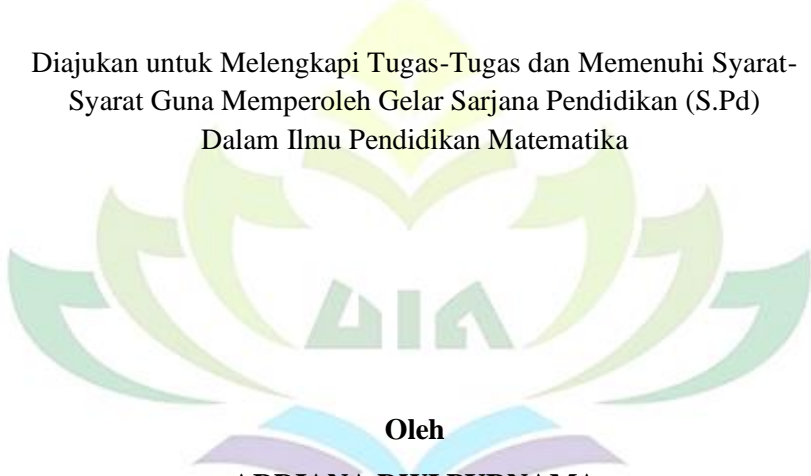 Diajukan untuk Melengkapi Tugas-Tugas dan Memenuhi Syarat-
Syarat Guna Memperoleh Gelar Sarjana Pendidikan (S.Pd)
Dalam Ilmu Pendidikan Matematika
UIN
Oleh